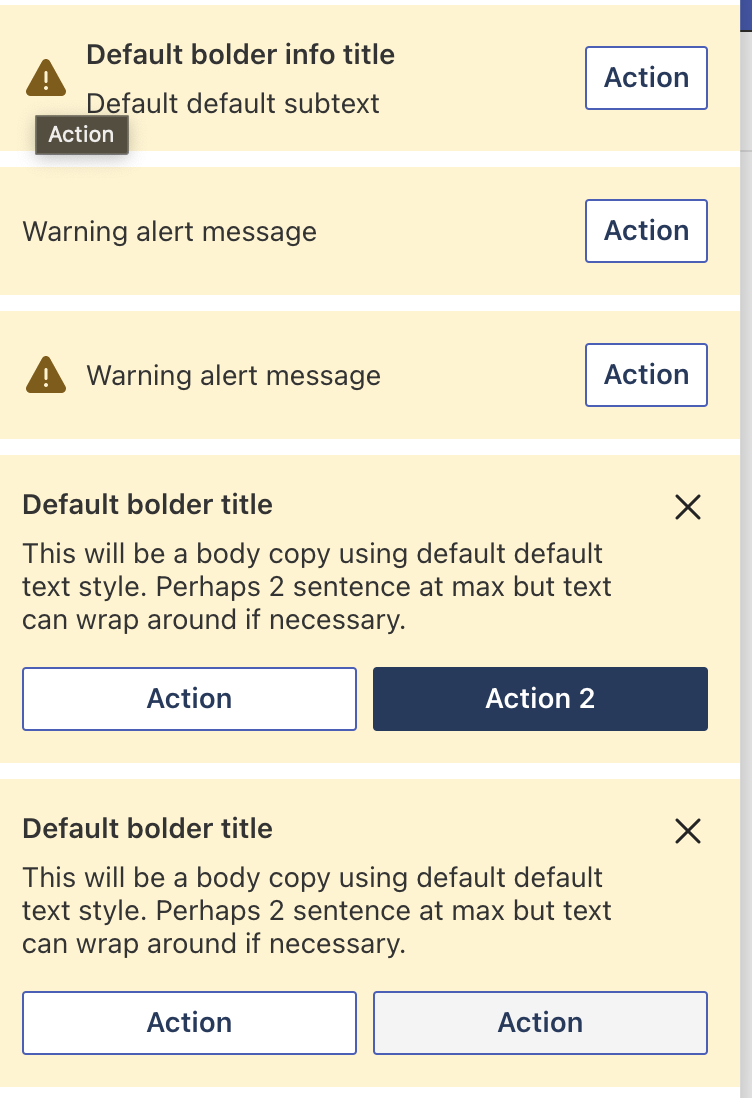 Default bolder info title
Action
Default default subtext
Action
Warning alert message
Action
Warning alert message
Action
Default bolder title
This will be a body copy using default default
text style. Perhaps 2 sentence at max but text
can wrap around if necessary.
Action
Action 2
Default bolder title
This will be a body copy using default default
text style. Perhaps 2 sentence at max but text
can wrap around if necessary.
Action
Action